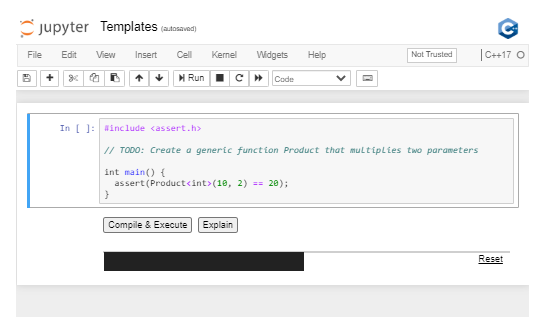 jupyter Templates (autosaved)
File Edit View Insert Cell Kernel Widgets Help Not Trusted C++17
Run Code
In [ ]: #include <assert.h>
// TODO: Create a generic function Product that multiplies two parameters
int main() {
assert(Product<int>(10, 2) == 20);
}
Compile & Execute Explain
Reset